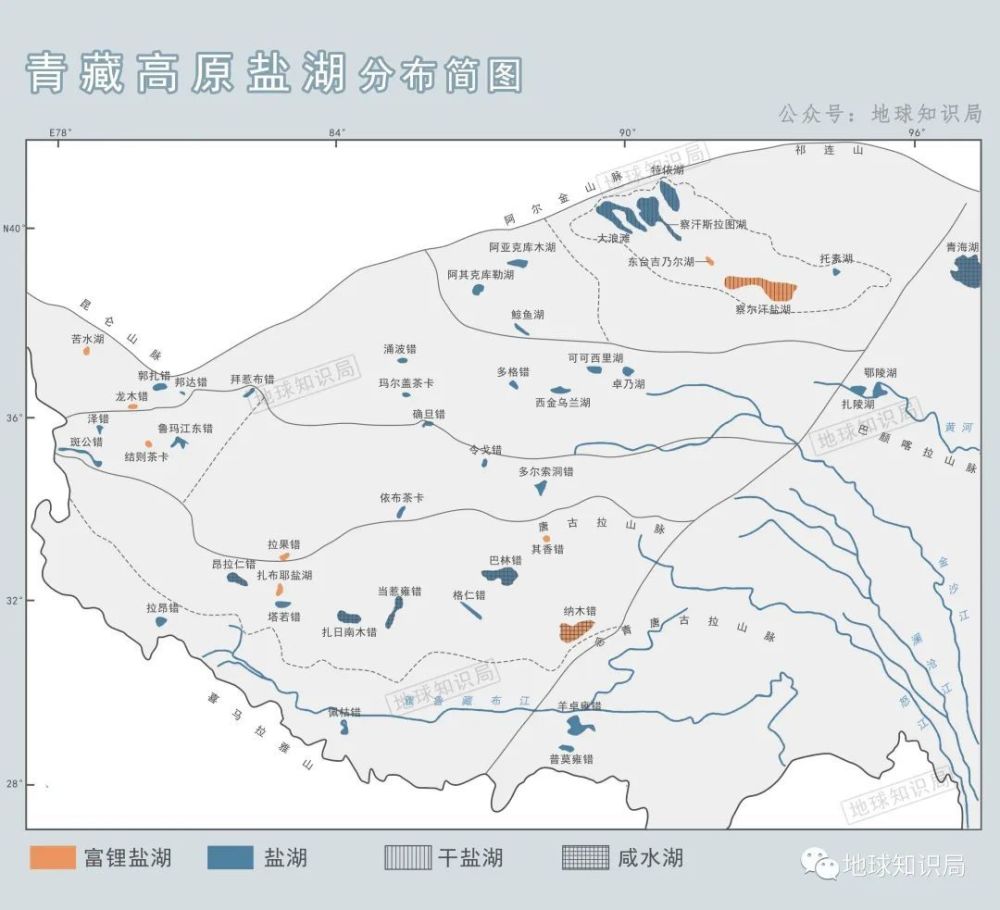 青藏高原盐湖分布简图
公众号：地球知识局
E78°
84°
90°
96°
N40°
36°
32°
28°
祁连山
地球知识局
阿尔金山脉
特依湖
察汗斯拉图湖
大浪滩
东台吉乃尔湖
托素湖
青海湖
察尔汗盐湖
阿亚克库木湖
阿其克库勒湖
鲸鱼湖
昆仑山脉
苦水湖
涌波错
郭扎错
邦达错
拜惹布错
地球知识局
玛尔盖茶卡
多格错
可可西里湖
卓乃湖
西金乌兰湖
鄂陵湖
扎陵湖
龙木错
泽错
鲁玛江东错
斑公错
结则茶卡
确旦错
令戈错
多尔索洞错
地球知识局
黄河
巴颜喀拉山脉
依布茶卡
唐古拉山脉
其香错
拉果错
昂拉仁错
扎布耶盐湖
塔若错
巴林错
当惹雍错
格仁错
扎日南木错
拉昂错
纳木错
念青唐古拉山脉
金沙江
澜沧江
怒江
地球知识局
雅鲁藏布江
佩枯错
羊卓雍错
普莫雍错
喜马拉雅山
地球知识局
富锂盐湖
盐湖
干盐湖
咸水湖
地球知识局